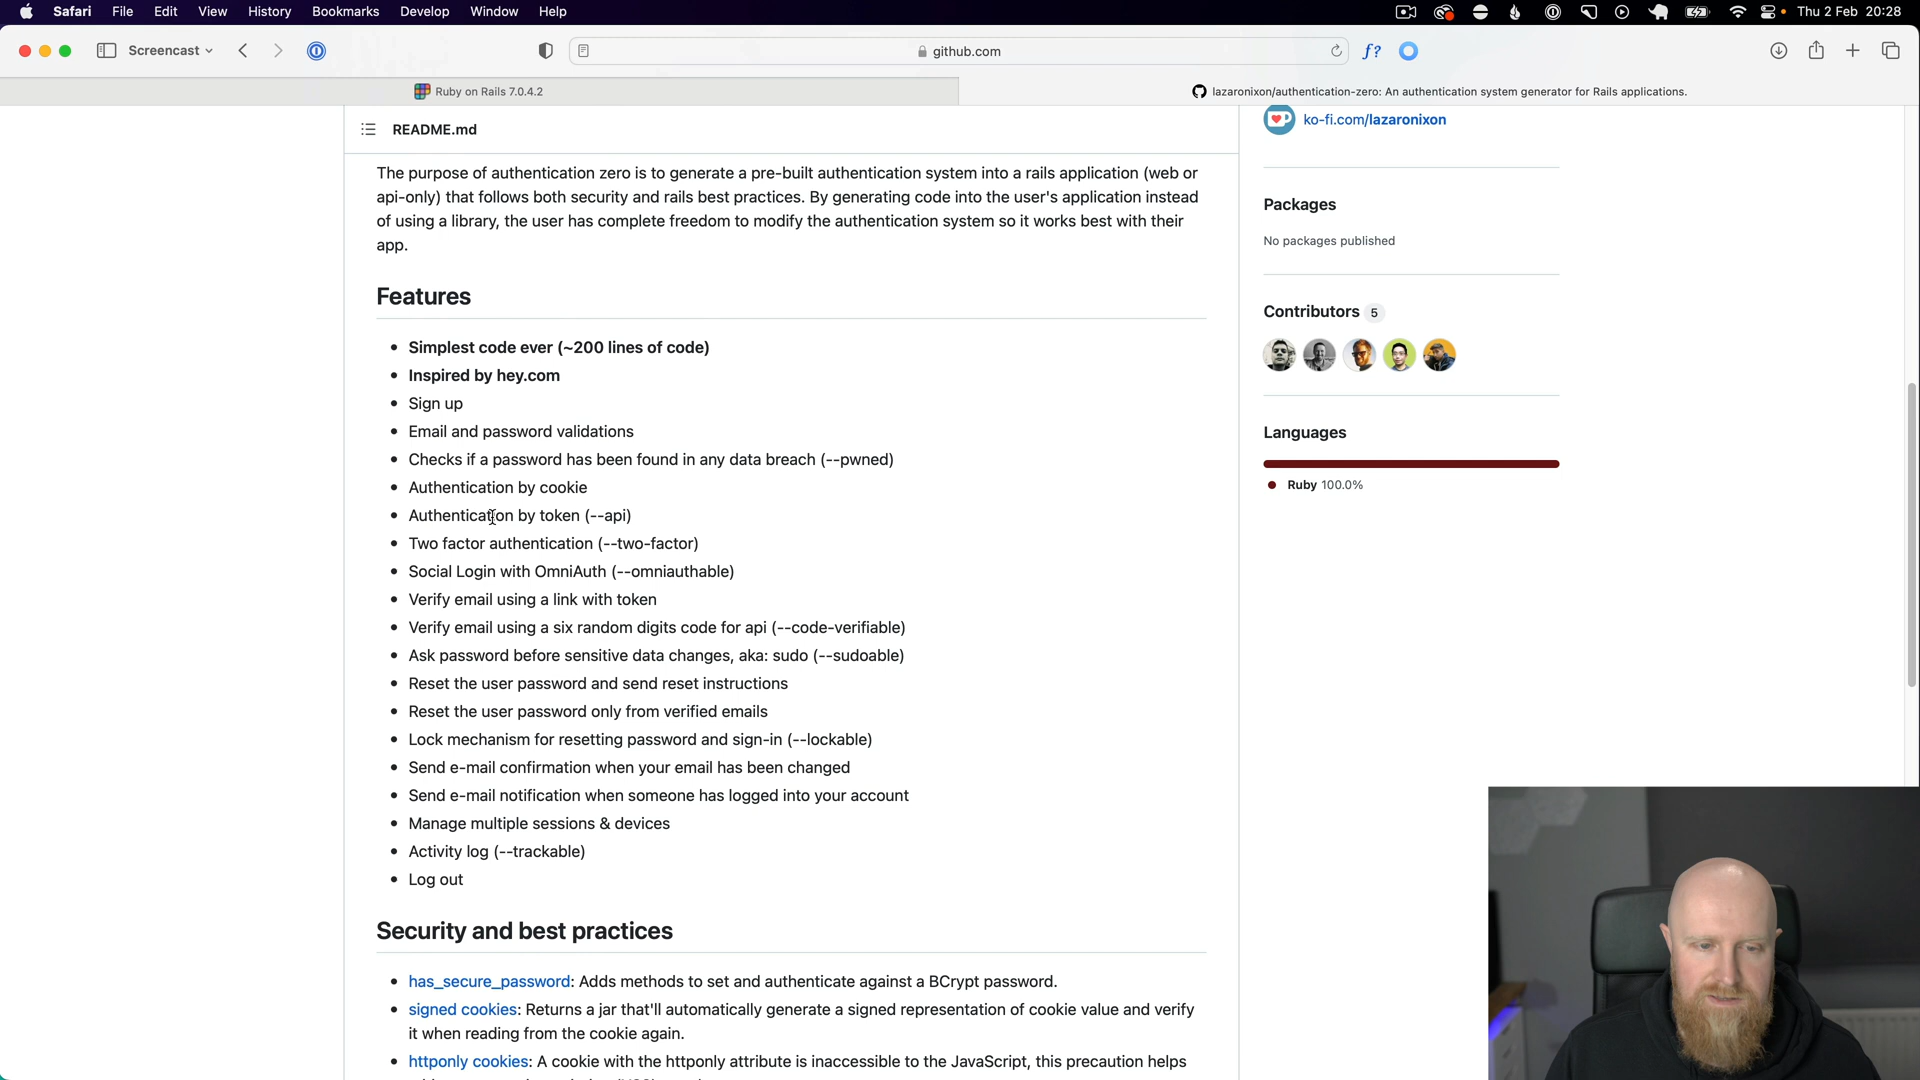 Safari File Edit View History Bookmarks Develop Window Help Thu 2 Feb 20:28
Screencast github.com f?
Ruby on Rails 7.0.4.2
lazaronixon/authentication-zero: An authentication system generator for Rails applications.
README.md
The purpose of authentication zero is to generate a pre-built authentication system into a rails application (web or
api-only) that follows both security and rails best practices. By generating code into the user's application instead
of using a library, the user has complete freedom to modify the authentication system so it works best with their
app.
Features
Simplest code ever (~200 lines of code)
Inspired by hey.com
Sign up
Email and password validations
Checks if a password has been found in any data breach (--pwned)
Authentication by cookie
Authentication by token (--api)
Two factor authentication (--two-factor)
Social Login with OmniAuth (--omniauthable)
Verify email using a link with token
Verify email using a six random digits code for api (--code-verifiable)
Ask password before sensitive data changes, aka: sudo (--sudoable)
Reset the user password and send reset instructions
Reset the user password only from verified emails
Lock mechanism for resetting password and sign-in (--lockable)
Send e-mail confirmation when your email has been changed
Send e-mail notification when someone has logged into your account
Manage multiple sessions & devices
Activity log (--trackable)
Log out
Security and best practices
has_secure_password: Adds methods to set and authenticate against a BCrypt password.
signed cookies: Returns a jar that'll automatically generate a signed representation of cookie value and verify
it when reading from the cookie again.
httponly cookies: A cookie with the httponly attribute is inaccessible to the JavaScript, this precaution helps
ko-fi.com/lazaronixon
Packages
No packages published
Contributors 5
Languages
Ruby 100.0%